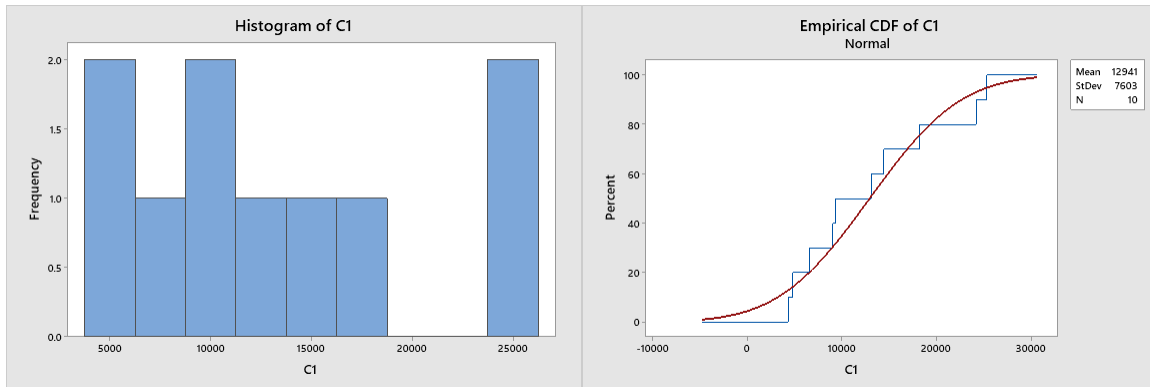 Histogram of C1
2.0
1.5
1.0
0.5
0.0
Frequency
5000 10000 15000 20000 25000
C1
Empirical CDF of C1
Normal
100
80
60
40
20
0
Percent
-10000 0 10000 20000 30000
C1
Mean 12941
StDev 7603
N 10